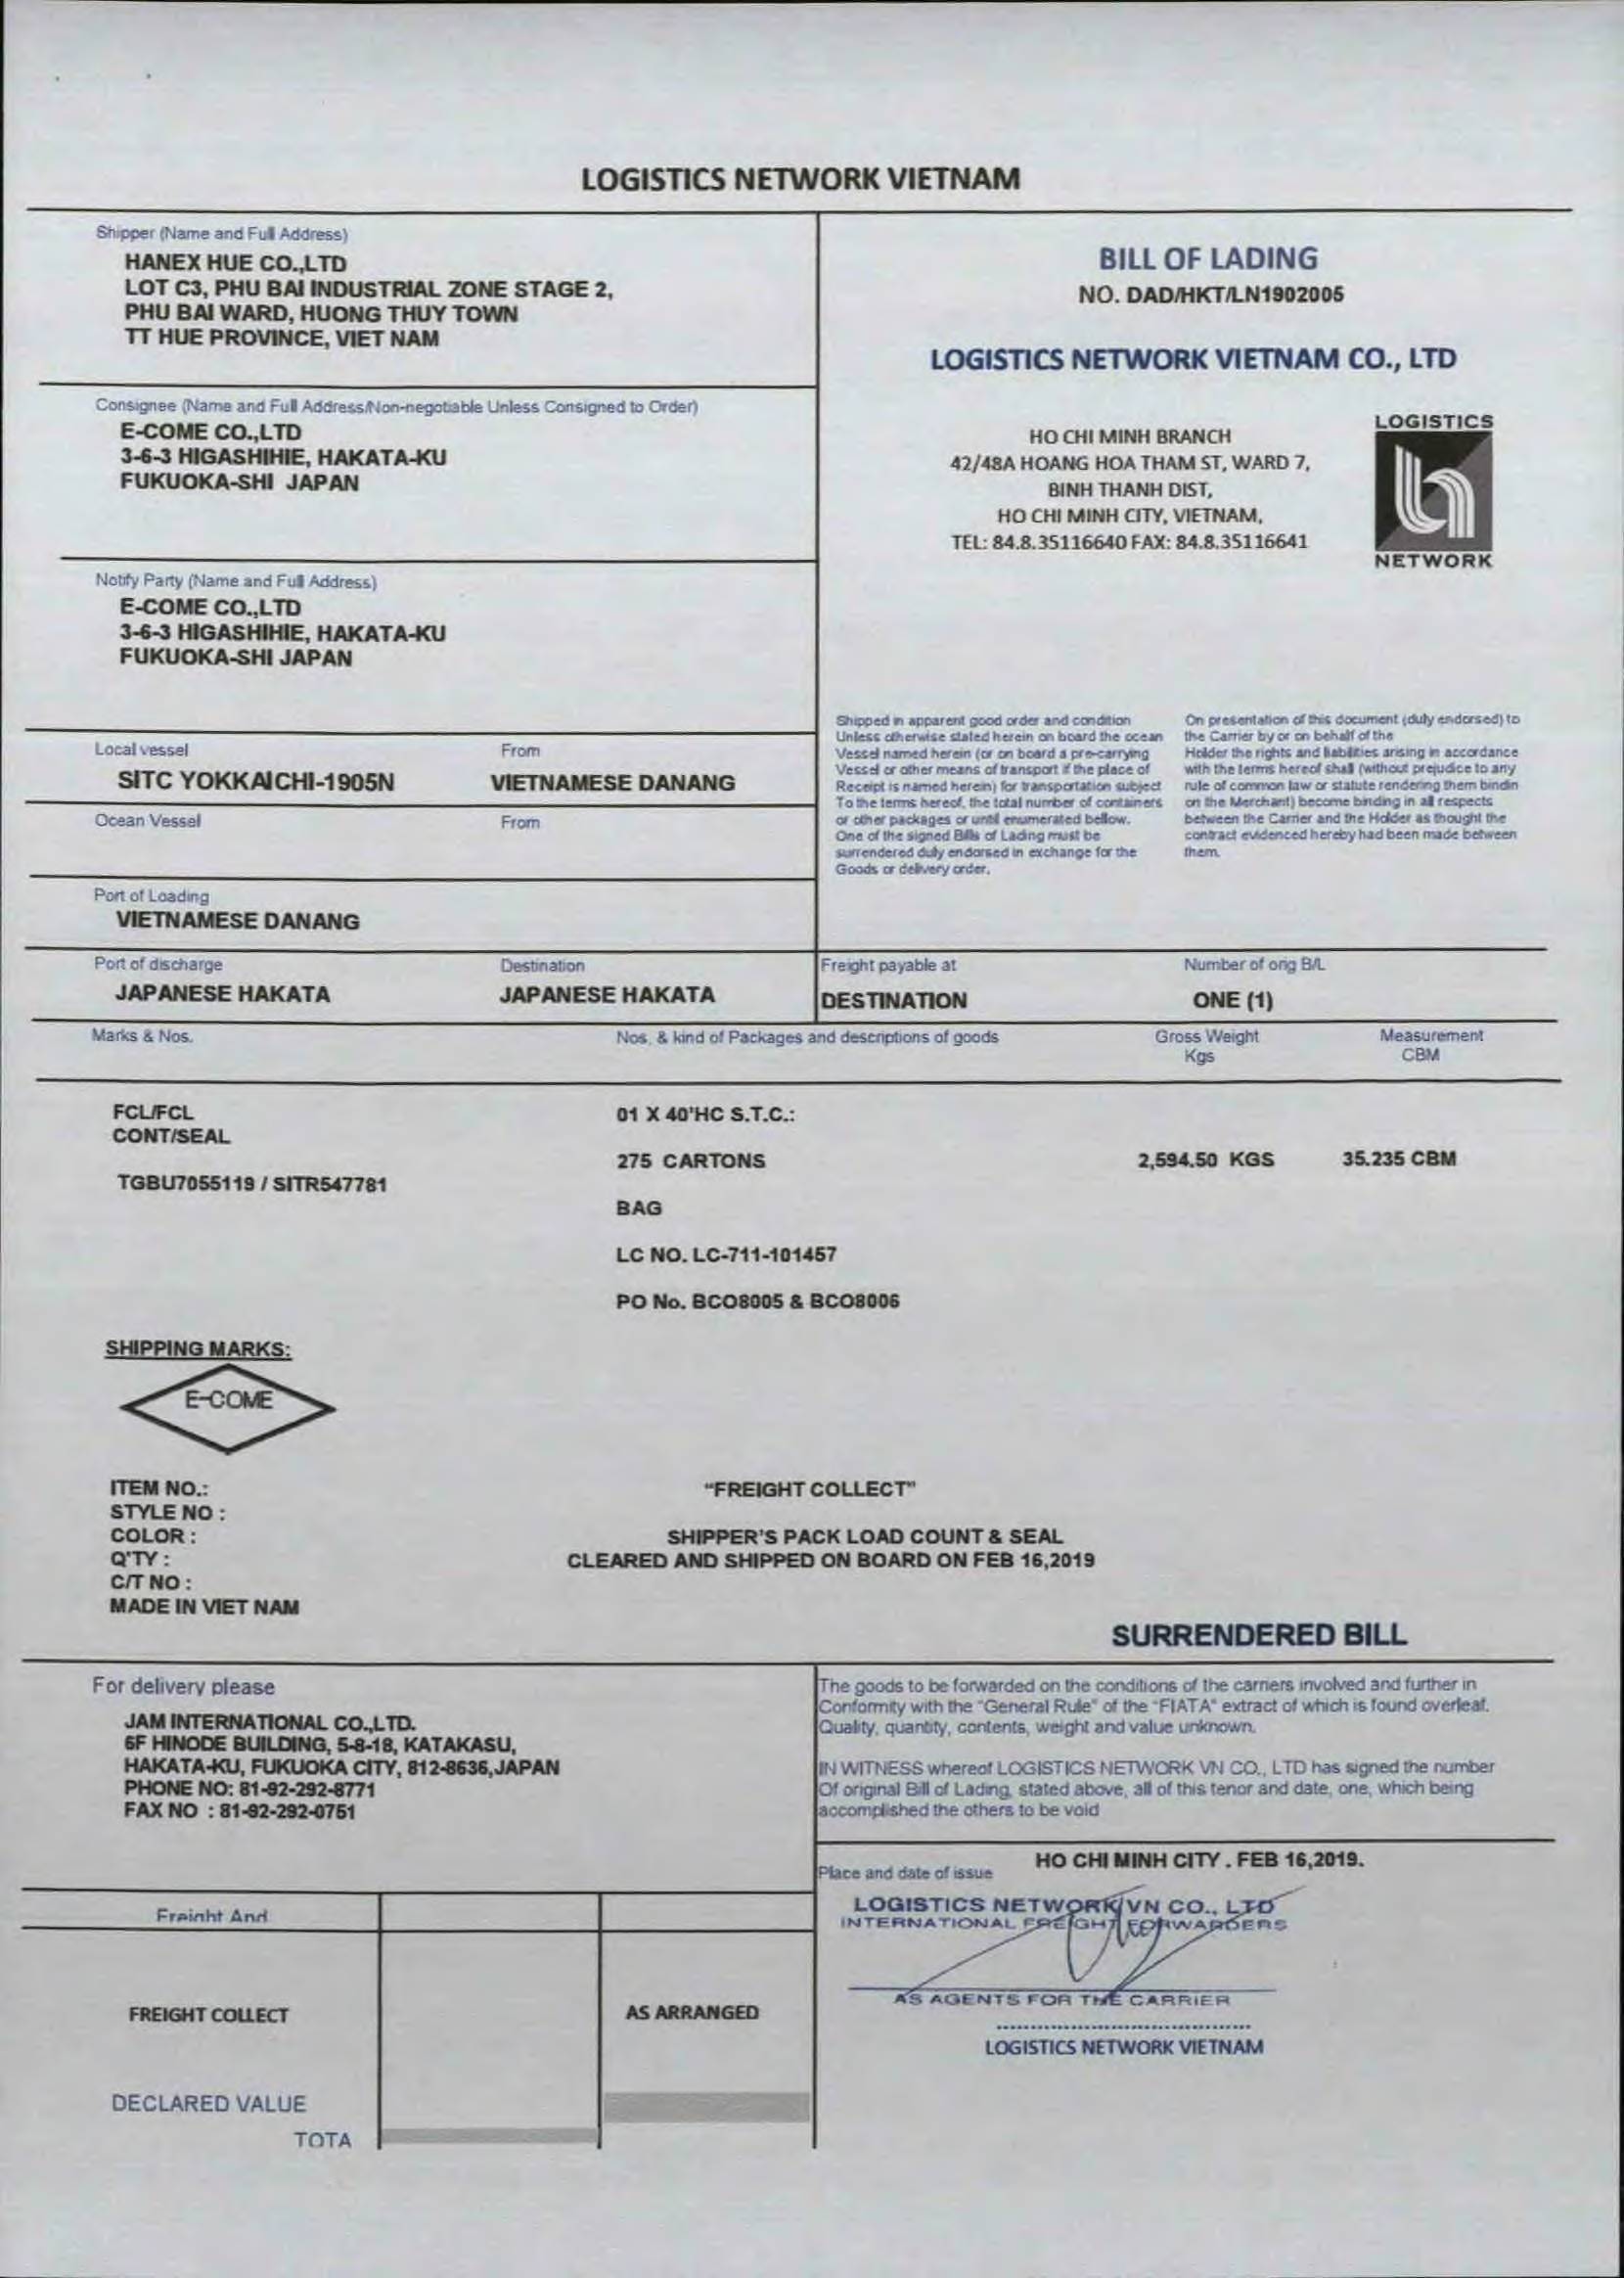 LOGISTICS NETWORK VIETNAM
Shipper (Name and Full Address)
HANEX HUE CO.,LTD
LOT C3, PHU BAI INDUSTRIAL ZONE STAGE 2,
PHU BAI WARD, HUONG THUY TOWN
TT HUE PROVINCE, VIET NAM
BILL OF LADING
NO. DAD/HKT/LN1902005
LOGISTICS NETWORK VIETNAM CO., LTD
Consignee (Name and Full Address/Non-negotiable Unless Consigned to Order)
E-COME CO.,LTD
3-6-3 HIGASHIHIE, HAKATA-KU
FUKUOKA-SHI JAPAN
HO CHI MINH BRANCH
42/48A HOANG HOA THAM ST, WARD 7,
BINH THANH DIST,
HO CHI MINH CITY, VIETNAM,
TEL: 84.8.35116640 FAX: 84.8.35116641
LOGISTICS
NETWORK
Notify Party (Name and Full Address)
E-COME CO.,LTD
3-6-3 HIGASHIHIE, HAKATA-KU
FUKUOKA-SHI JAPAN
Shipped in apparent good order and condition
Unless otherwise stated herein on board the ocean
Vessel named herein (or on board a pre-carrying
Vessel or other means of transport if the place of
Receipt is named herein) for transportation subject
To the terms hereof, the total number of containers
or other packages or until enumerated bellow.
One of the signed Bills of Lading must be
surrendered duly endorsed in exchange for the
Goods or delivery order.
On presentation of this document (duly endorsed) to
the Carrier by or on behalf of the
Holder the rights and liabilities arising in accordance
with the terms hereof shall (without prejudice to any
rule of common law or statute rendering them bindin
on the Merchant) become binding in all respects
between the Carrier and the Holder as thought the
contract evidenced hereby had been made between
them.
Local vessel From
SITC YOKKAICHI-1905N VIETNAMESE DANANG
Ocean Vessel From
Port of Loading
VIETNAMESE DANANG
Port of discharge Destination Freight payable at Number of orig B/L
JAPANESE HAKATA JAPANESE HAKATA DESTINATION ONE (1)
Marks & Nos. Nos. & kind of Packages and descriptions of goods Gross Weight Measurement
Kgs CBM
FCL/FCL 01 X 40'HC S.T.C.:
CONT/SEAL
275 CARTONS 2,594.50 KGS 35.235 CBM
TGBU7055119 / SITR547781
BAG
LC NO. LC-711-101457
PO No. BCO8005 & BCO8006
SHIPPING MARKS:
E-COME
ITEM NO.: "FREIGHT COLLECT"
STYLE NO :
COLOR : SHIPPER'S PACK LOAD COUNT & SEAL
Q'TY : CLEARED AND SHIPPED ON BOARD ON FEB 16,2019
C/T NO :
MADE IN VIET NAM
SURRENDERED BILL
For delivery please
JAM INTERNATIONAL CO.,LTD.
6F HINODE BUILDING, 5-8-18, KATAKASU,
HAKATA-KU, FUKUOKA CITY, 812-8636,JAPAN
PHONE NO: 81-92-292-8771
FAX NO : 81-92-292-0751
The goods to be forwarded on the conditions of the carriers involved and further in
Conformity with the "General Rule" of the "FIATA" extract of which is found overleaf.
Quality, quantity, contents, weight and value unknown.
IN WITNESS whereof LOGISTICS NETWORK VN CO., LTD has signed the number
Of original Bill of Lading, stated above, all of this tenor and date, one, which being
accomplished the others to be void
Place and date of issue HO CHI MINH CITY . FEB 16,2019.
LOGISTICS NETWORK VN CO., LTD
INTERNATIONAL FREIGHT FORWARDERS
AS AGENTS FOR THE CARRIER
LOGISTICS NETWORK VIETNAM
Freight And
FREIGHT COLLECT AS ARRANGED
DECLARED VALUE
TOTA